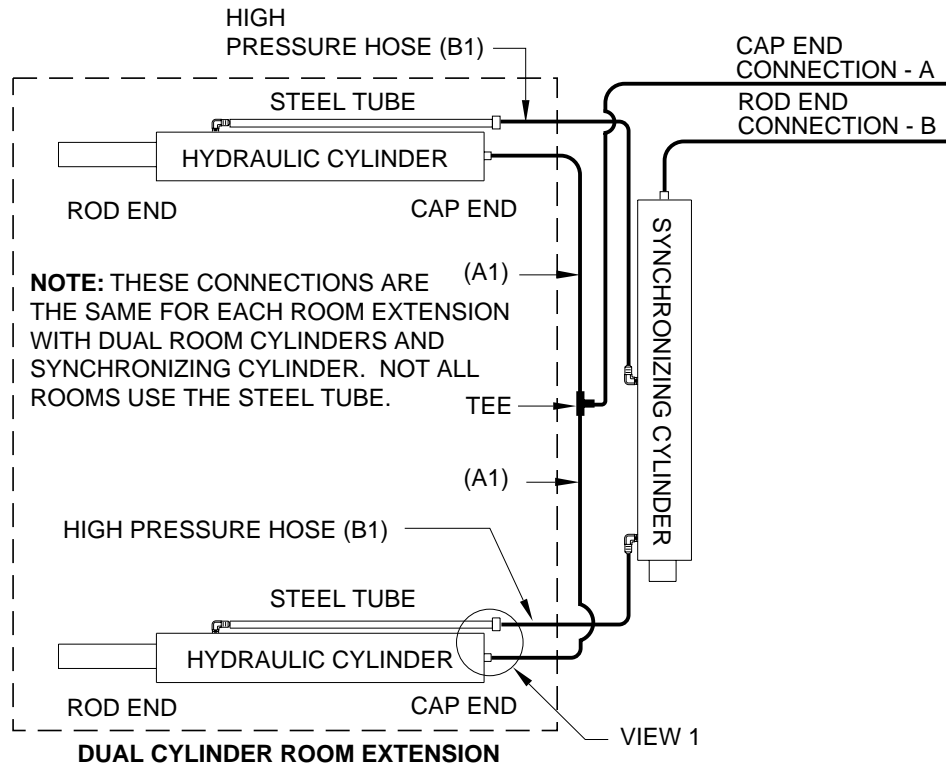 HIGH
PRESSURE HOSE (B1)
CAP END
CONNECTION - A
ROD END
CONNECTION - B
STEEL TUBE
HYDRAULIC CYLINDER
ROD END
CAP END
SYNCHRONIZING CYLINDER
(A1)
NOTE: THESE CONNECTIONS ARE
THE SAME FOR EACH ROOM EXTENSION
WITH DUAL ROOM CYLINDERS AND
SYNCHRONIZING CYLINDER. NOT ALL
ROOMS USE THE STEEL TUBE.
TEE
(A1)
HIGH PRESSURE HOSE (B1)
STEEL TUBE
HYDRAULIC CYLINDER
ROD END
CAP END
VIEW 1
DUAL CYLINDER ROOM EXTENSION